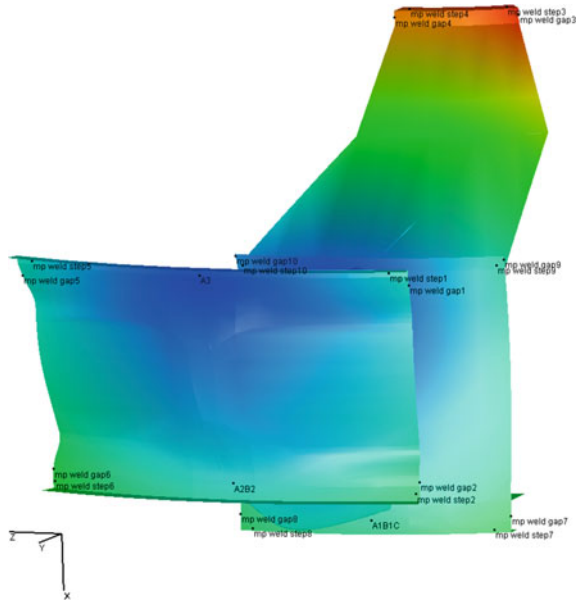 mp weld step4
mp weld step3
mp weld gap4
mp weld gap3
mp weld step5
mp weld gap10
mp weld gap9
mp weld step10
mp weld step9
mp weld gap5
A3
mp weld step1
mp weld gap1
mp weld gap6
mp weld step6
A2B2
mp weld gap2
mp weld step2
mp weld gap8
A1B1C
mp weld gap7
mp weld step8
mp weld step7
Z
Y
X